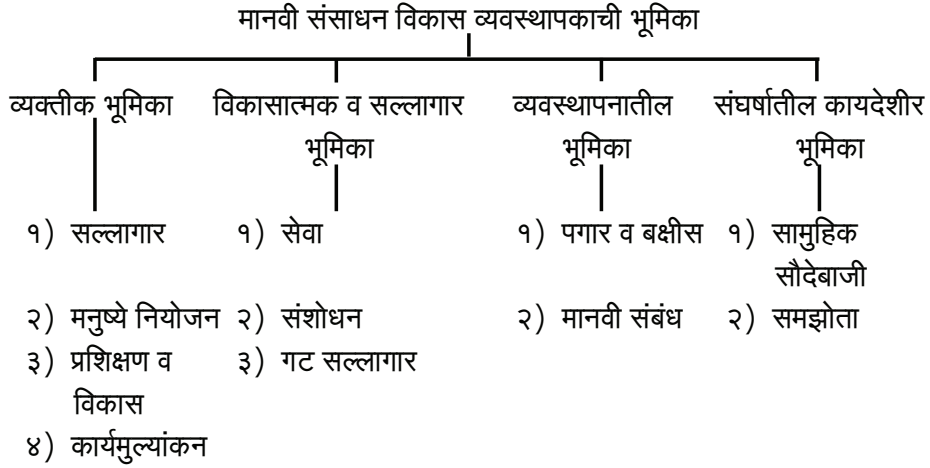 मानवी संसाधन विकास व्यवस्थापकाची भूमिका
व्यक्तीक भूमिका विकासात्मक व सल्लागार व्यवस्थापनातील संघर्षातील कायदेशीर
भूमिका भूमिका भूमिका
१) सल्लागार १) सेवा १) पगार व बक्षीस १) सामुहिक
सौदेबाजी
२) मनुष्ये नियोजन २) संशोधन २) मानवी संबंध २) समझोता
३) प्रशिक्षण व ३) गट सल्लागार
विकास
४) कार्यमुल्यांकन